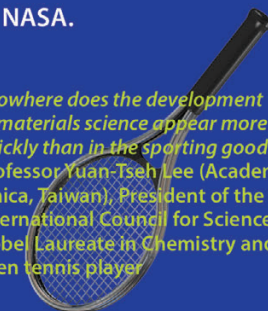 NASA.
owhere does the development
materials science appear more
ickly than in the sporting good
ofessor Yuan-Tseh Lee (Academ
nica, Taiwan), President of the
ernational Council for Science
bel Laureate in Chemistry and
en tennis player